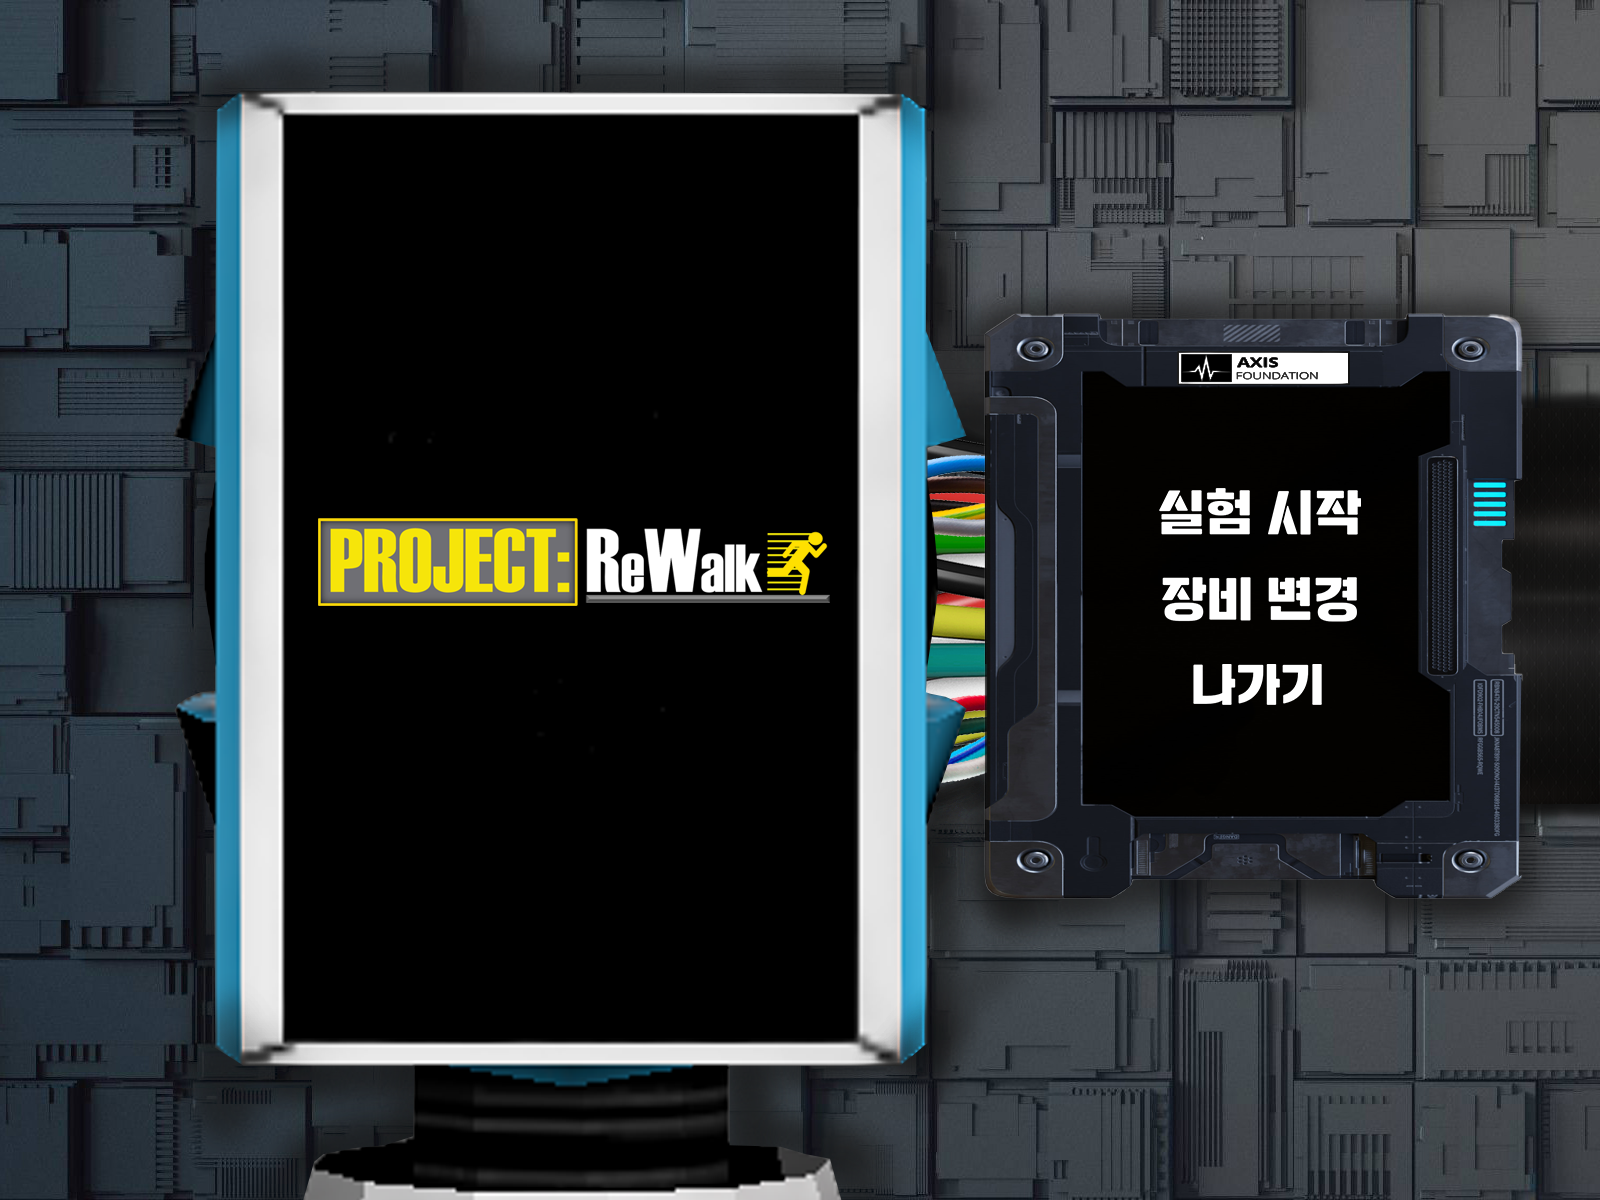 PROJECT: ReWalk
AXIS
FOUNDATION
실험 시작
장비 변경
나가기